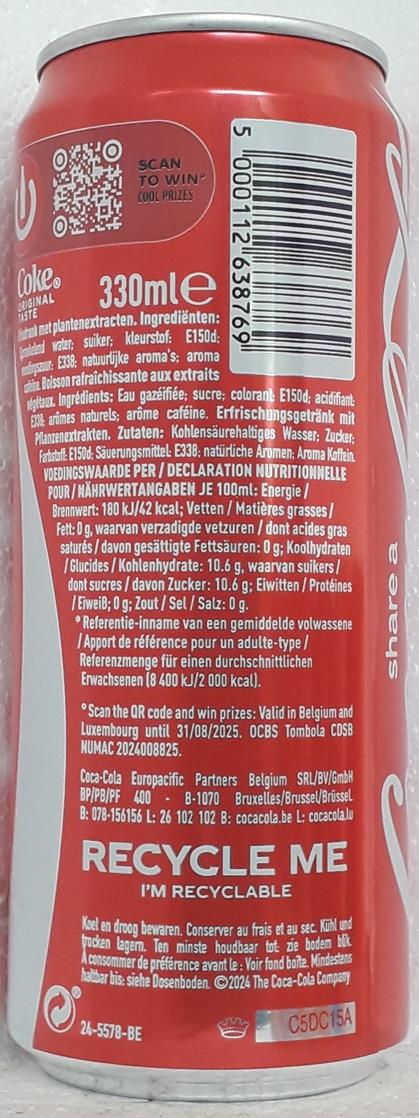 SCAN
TO WIN°
COOL PRIZES
5 000112 638769
Coke®
ORIGINAL
TASTE
330ml e
met plantenextracten. Ingrediënten:
water; suiker; kleurstof: E150d;
E338; natuurlijke aroma's; aroma
caféine. Boisson rafraîchissante aux extraits
végétaux. Ingrédients: Eau gazéifiée; sucre; colorant: E150d; acidifiant:
E338; arômes naturels; arôme caféine. Erfrischungsgetränk mit
Pflanzenextrakten. Zutaten: Kohlensäurehaltiges Wasser; Zucker;
Farbstoff: E150d; Säuerungsmittel: E338; natürliche Aromen; Aroma Koffein.
VOEDINGSWAARDE PER / DECLARATION NUTRITIONNELLE
POUR / NÄHRWERTANGABEN JE 100ml: Energie /
Brennwert: 180 kJ/42 kcal; Vetten / Matières grasses /
Fett: 0 g, waarvan verzadigde vetzuren / dont acides gras
saturés / davon gesättigte Fettsäuren: 0 g; Koolhydraten
/ Glucides / Kohlenhydrate: 10.6 g, waarvan suikers /
dont sucres / davon Zucker: 10.6 g; Eiwitten / Protéines
/ Eiweiß: 0 g; Zout / Sel / Salz: 0 g.
* Referentie-inname van een gemiddelde volwassene
/ Apport de référence pour un adulte-type /
Referenzmenge für einen durchschnittlichen
Erwachsenen (8 400 kJ/2 000 kcal).
°Scan the QR code and win prizes: Valid in Belgium and
Luxembourg until 31/08/2025. OCBS Tombola CDSB
NUMAC 2024008825.
Coca-Cola Europacific Partners Belgium SRL/BV/GmbH
BP/PB/PF 400 - B-1070 Bruxelles/Brussel/Brüssel.
B: 078-156156 L: 26 102 102 B: cocacola.be L: cocacola.lu
RECYCLE ME
I'M RECYCLABLE
Koel en droog bewaren. Conserver au frais et au sec. Kühl und
trocken lagern. Ten minste houdbaar tot: zie bodem blik.
À consommer de préférence avant le : Voir fond boîte. Mindestens
haltbar bis: siehe Dosenboden. ©2024 The Coca-Cola Company
24-5578-BE
C5DC15A
share a